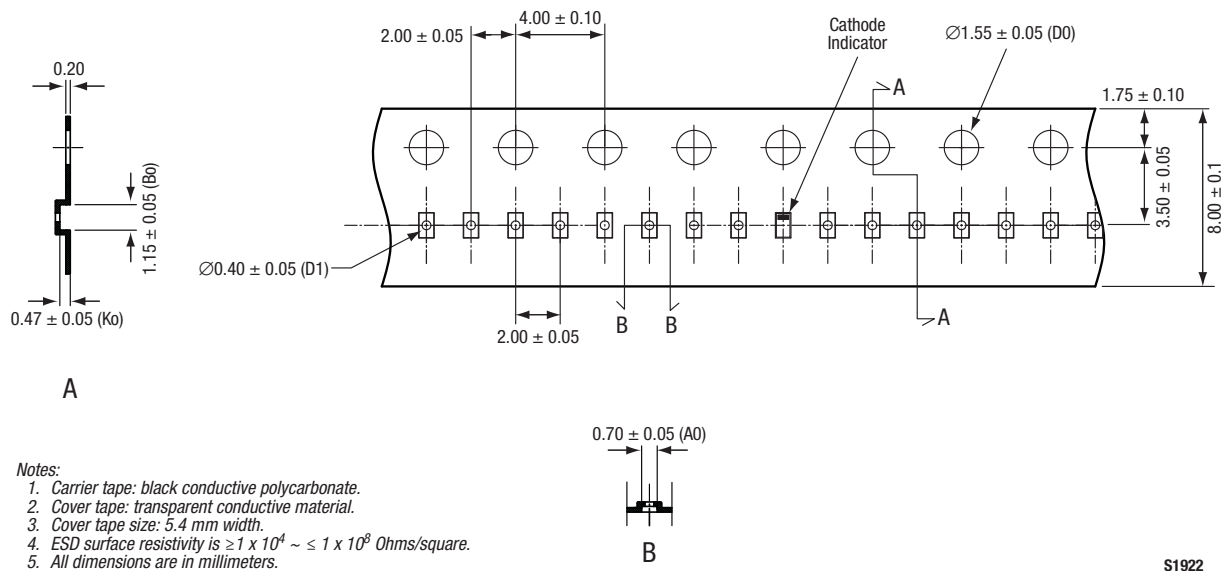 4.00 ± 0.10
2.00 ± 0.05
Cathode
Indicator
∅1.55 ± 0.05 (D0)
0.20
A
1.75 ± 0.10
1.15 ± 0.05 (Bo)
3.50 ± 0.05
8.00 ± 0.1
∅0.40 ± 0.05 (D1)
0.47 ± 0.05 (Ko)
B
B
A
2.00 ± 0.05
A
0.70 ± 0.05 (A0)
B
Notes:
1. Carrier tape: black conductive polycarbonate.
2. Cover tape: transparent conductive material.
3. Cover tape size: 5.4 mm width.
4. ESD surface resistivity is ≥1 x 10⁴ ~ ≤ 1 x 10⁸ Ohms/square.
5. All dimensions are in millimeters.
S1922